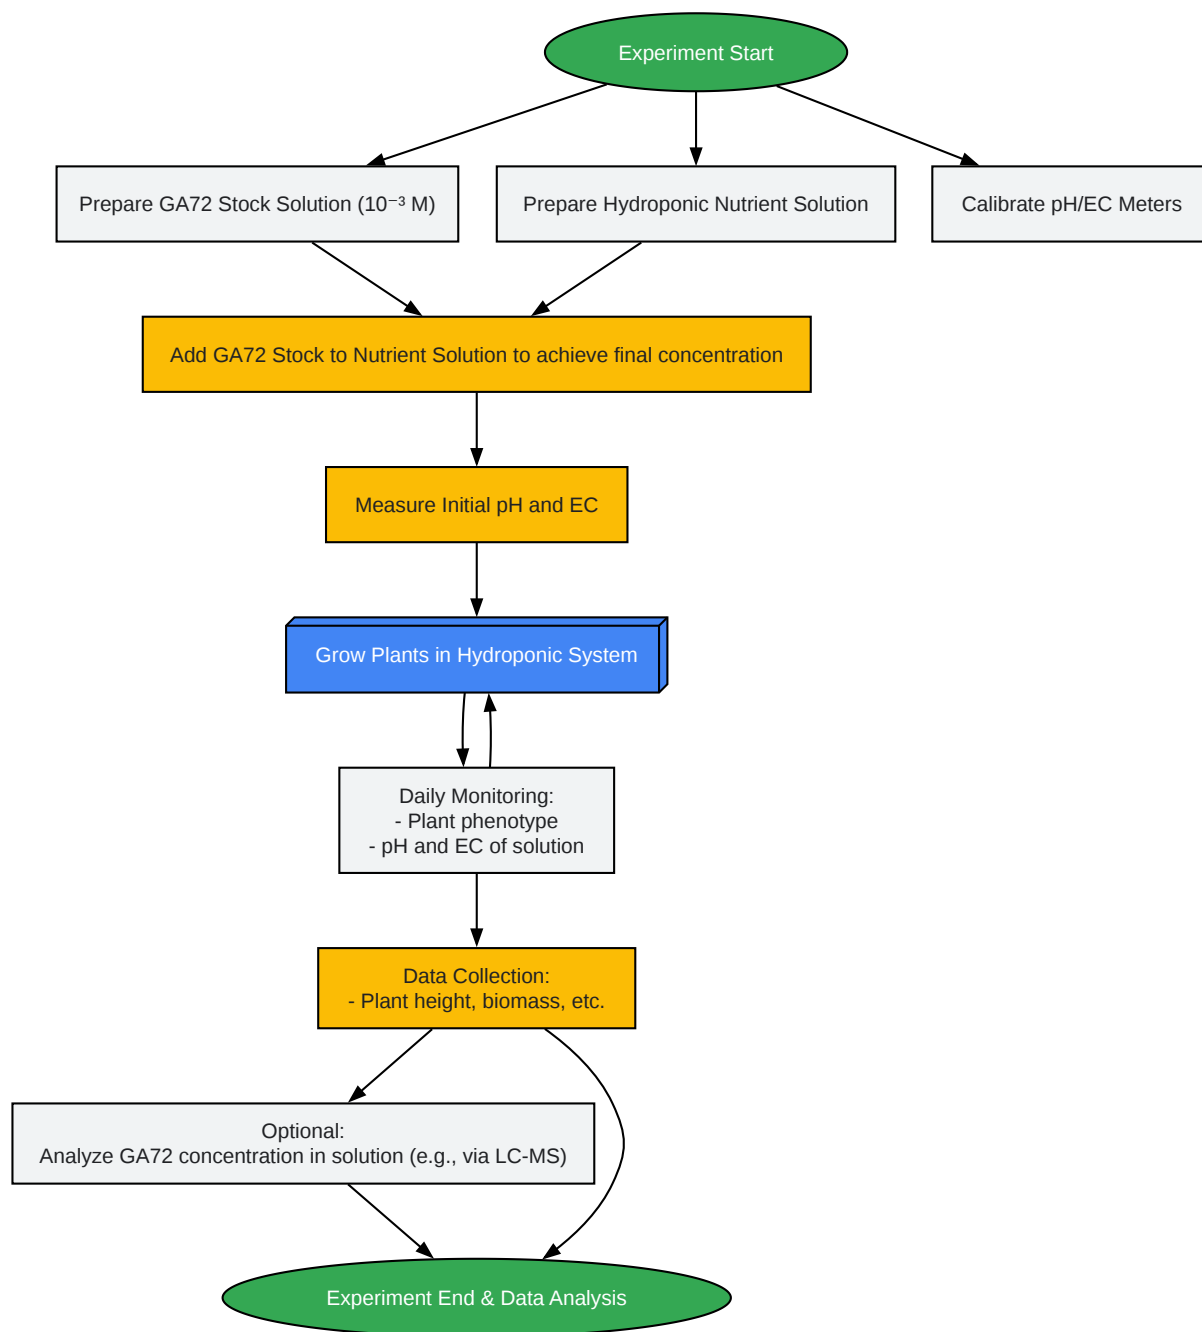 Experiment Start
Prepare GA72 Stock Solution (10⁻³ M)
Prepare Hydroponic Nutrient Solution
Calibrate pH/EC Meters
Add GA72 Stock to Nutrient Solution to achieve final concentration
Measure Initial pH and EC
Grow Plants in Hydroponic System
Daily Monitoring:
- Plant phenotype
- pH and EC of solution
Data Collection:
- Plant height, biomass, etc.
Optional:
Analyze GA72 concentration in solution (e.g., via LC-MS)
Experiment End & Data Analysis